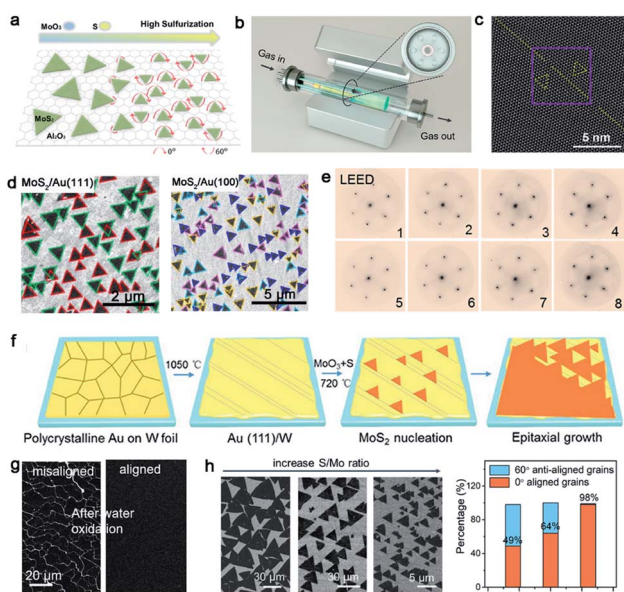 a
MoO₃
S
High Sulfurization
MoS₂
Al₂O₃
0°
60°
b
Gas in
Gas out
c
5 nm
d
MoS₂/Au(111)
2 μm
MoS₂/Au(100)
5 μm
e
LEED
1
2
3
4
5
6
7
8
f
1050 ℃
MoO₃+S
720 ℃
Polycrystalline Au on W foil
Au (111)/W
MoS₂ nucleation
Epitaxial growth
g
misaligned
aligned
After water
oxidation
20 μm
h
increase S/Mo ratio
30 μm
30 μm
5 μm
Percentage (%)
100
80
60
40
20
0
60° anti-aligned grains
0° aligned grains
49%
64%
98%